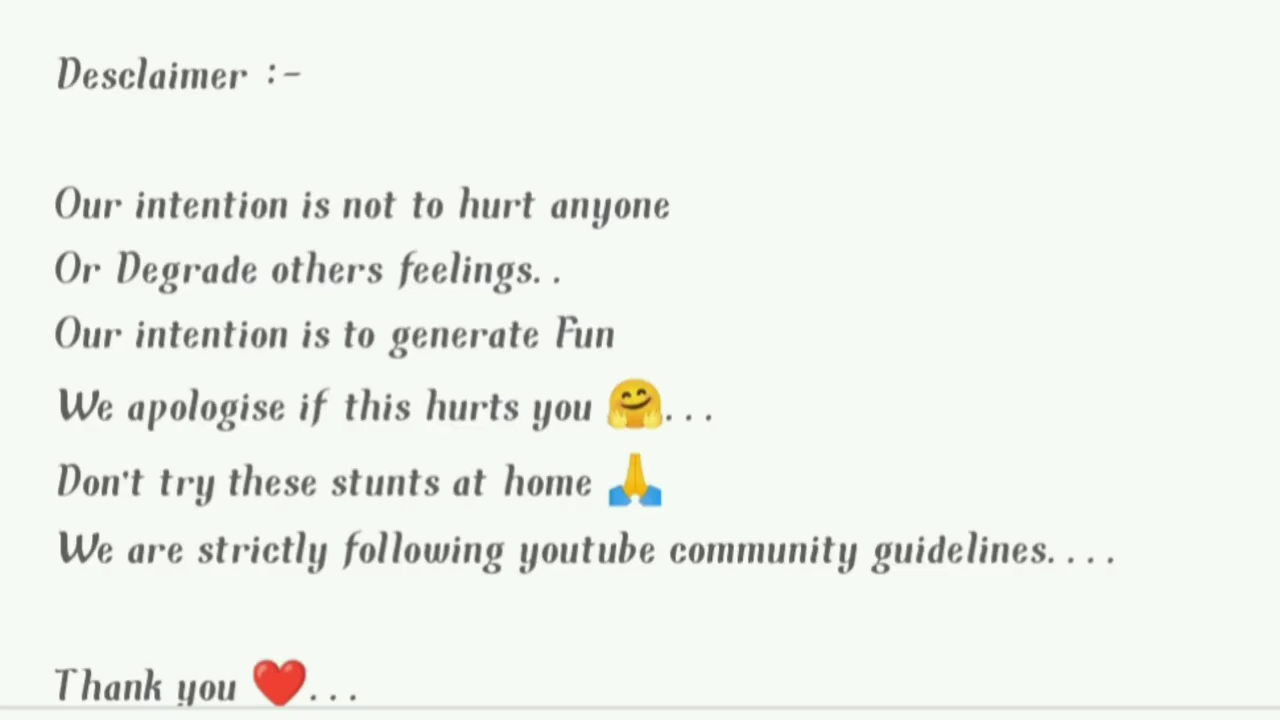 Desclaimer :-
Our intention is not to hurt anyone
Or Degrade others feelings. .
Our intention is to generate Fun
We apologise if this hurts you 🤗. . .
Don't try these stunts at home 🙏
We are strictly following youtube community guidelines. . . .
Thank you ❤️. . .